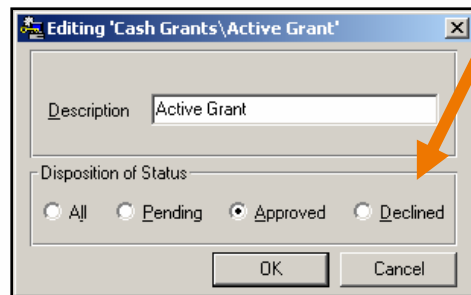 Editing 'Cash Grants\Active Grant'
Description Active Grant
Disposition of Status
All Pending Approved Declined
OK Cancel